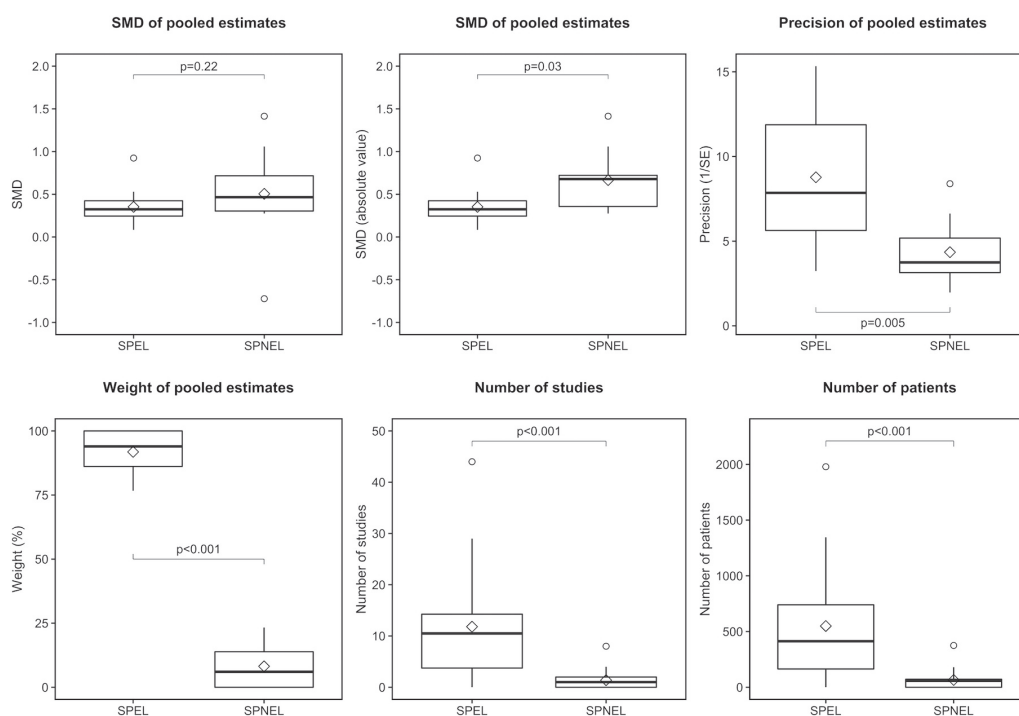 SMD of pooled estimates
SMD
2.0
1.5
1.0
0.5
0.0
-0.5
-1.0
p=0.22
SPEL
SPNEL
SMD of pooled estimates
SMD (absolute value)
2.0
1.5
1.0
0.5
0.0
-0.5
-1.0
p=0.03
SPEL
SPNEL
Precision of pooled estimates
Precision (1/SE)
15
10
5
0
p=0.005
SPEL
SPNEL
Weight of pooled estimates
Weight (%)
100
75
50
25
0
p<0.001
SPEL
SPNEL
Number of studies
Number of studies
50
40
30
20
10
0
p<0.001
SPEL
SPNEL
Number of patients
Number of patients
2000
1500
1000
500
0
p<0.001
SPEL
SPNEL